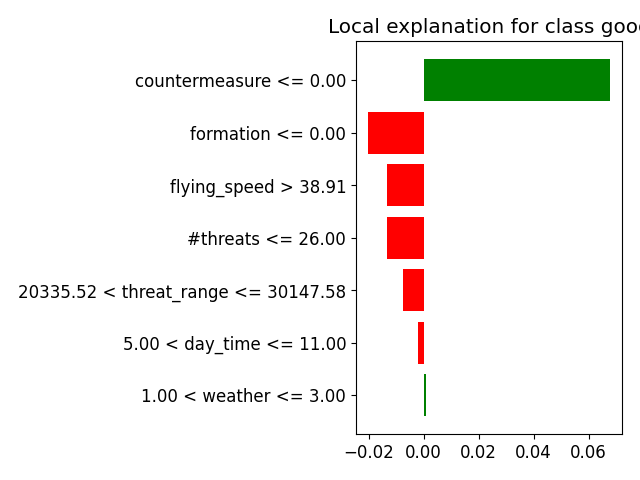 Local explanation for class goo
countermeasure <= 0.00
formation <= 0.00
flying_speed > 38.91
#threats <= 26.00
20335.52 < threat_range <= 30147.58
5.00 < day_time <= 11.00
1.00 < weather <= 3.00
−0.02 0.00 0.02 0.04 0.06